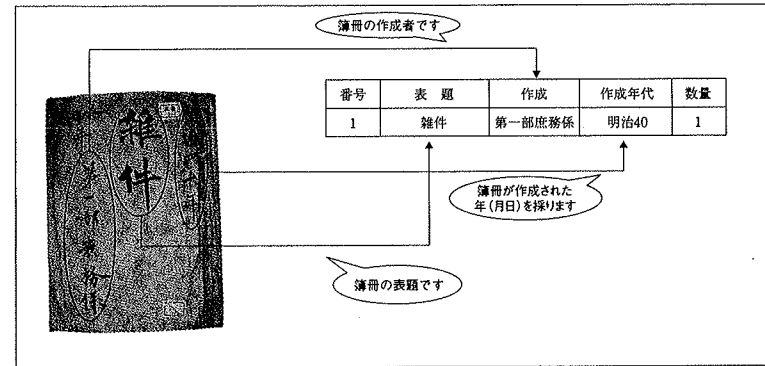 簿冊の作成者です
番号 表題 作成 作成年代 数量
1 雑件 第一部庶務係 明治40 1
雑件
第一部庶務係
簿冊が作成された
年(月日)を採ります
簿冊の表題です